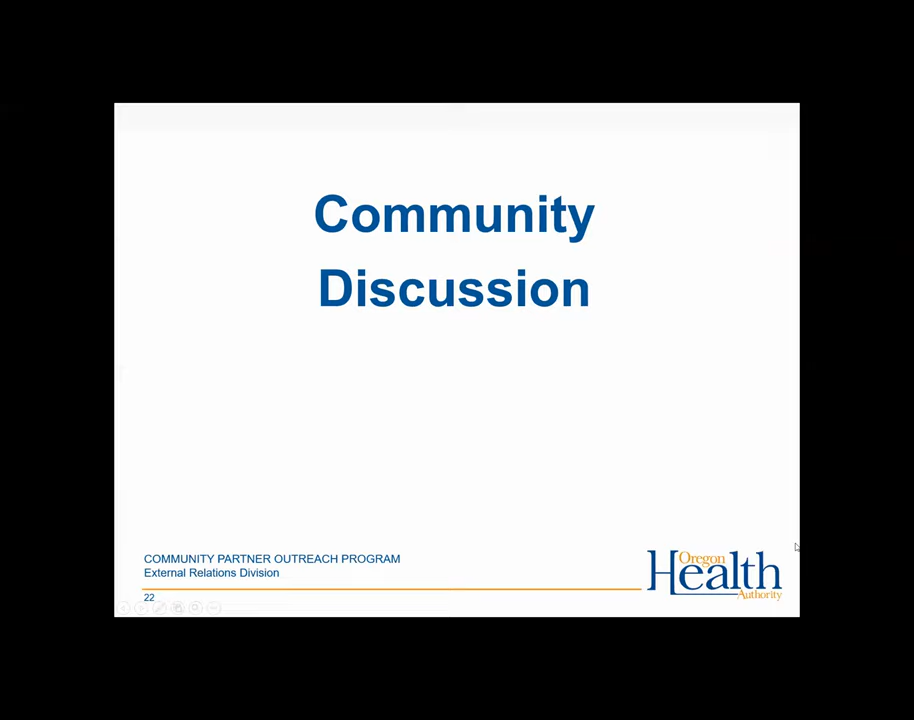 Community
Discussion
COMMUNITY PARTNER OUTREACH PROGRAM
External Relations Division
22
Oregon
Health
Authority